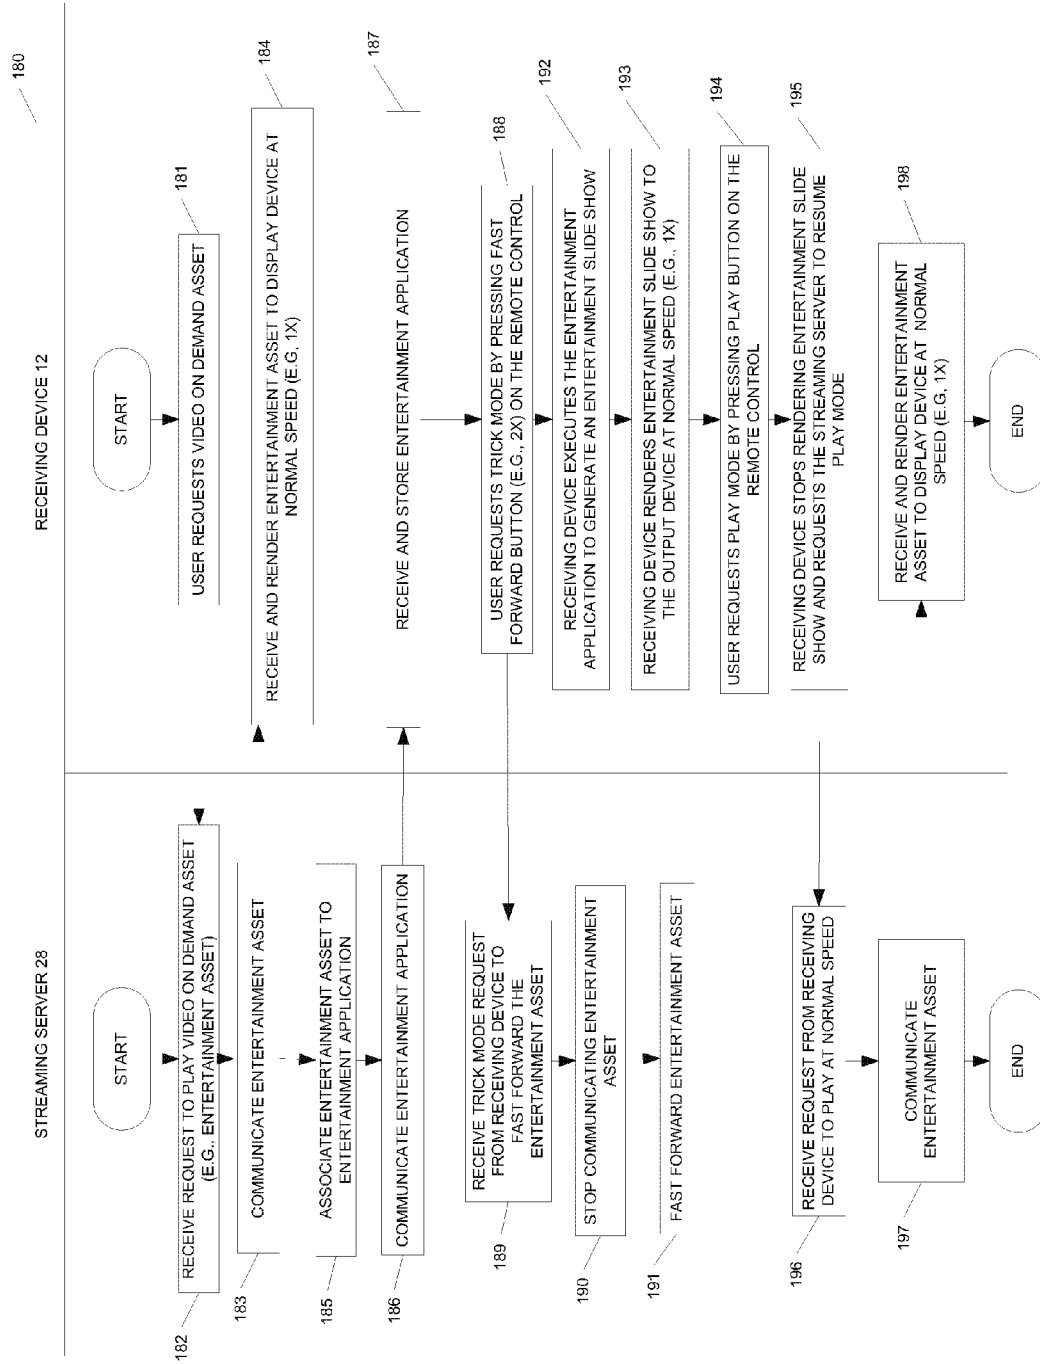 180
STREAMING SERVER 28
START
182
RECEIVE REQUEST TO PLAY VIDEO ON DEMAND ASSET
(E.G.. ENTERTAINMENT ASSET)
183
COMMUNICATE ENTERTAINMENT ASSET
185
ASSOCIATE ENTERTAINMENT ASSET TO
ENTERTAINMENT APPLICATION
186
COMMUNICATE ENTERTAINMENT APPLICATION
189
RECEIVE TRICK MODE REQUEST
FROM RECEIVING DEVICE TO
FAST FORWARD THE
ENTERTAINMENT ASSET
190
STOP COMMUNICATING ENTERTAINMENT
ASSET
191
FAST FORWARD ENTERTAINMENT ASSET
196
RECEIVE REQUEST FROM RECEIVING
DEVICE TO PLAY AT NORMAL SPEED
197
COMMUNICATE
ENTERTAINMENT ASSET
END
RECEIVING DEVICE 12
START
181
USER REQUESTS VIDEO ON DEMAND ASSET
184
RECEIVE AND RENDER ENTERTAINMENT ASSET TO DISPLAY DEVICE AT
NORMAL SPEED (E.G, 1X)
187
RECEIVE AND STORE ENTERTAINMENT APPLICATION
188
USER REQUESTS TRICK MODE BY PRESSING FAST
FORWARD BUTTON (E.G., 2X) ON THE REMOTE CONTROL
192
RECEIVING DEVICE EXECUTES THE ENTERTAINMENT
APPLICATION TO GENERATE AN ENTERTAINMENT SLIDE SHOW
193
RECEIVING DEVICE RENDERS ENTERTAINMENT SLIDE SHOW TO
THE OUTPUT DEVICE AT NORMAL SPEED (E.G., 1X)
194
USER REQUESTS PLAY MODE BY PRESSING PLAY BUTTON ON THE
REMOTE CONTROL
195
RECEIVING DEVICE STOPS RENDERING ENTERTAINMENT SLIDE
SHOW AND REQUESTS THE STREAMING SERVER TO RESUME
PLAY MODE
198
RECEIVE AND RENDER ENTERTAINMENT
ASSET TO DISPLAY DEVICE AT NORMAL
SPEED (E.G, 1X)
END